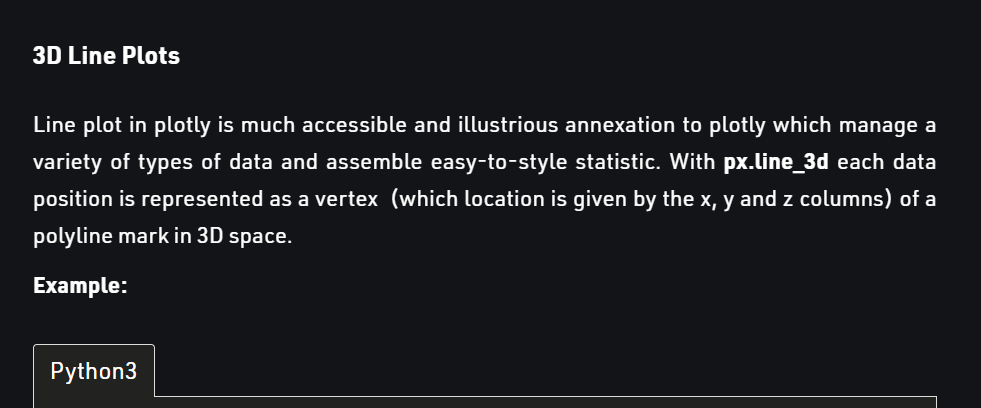 3D Line Plots
Line plot in plotly is much accessible and illustrious annexation to plotly which manage a
variety of types of data and assemble easy-to-style statistic. With px.line_3d each data
position is represented as a vertex  (which location is given by the x, y and z columns) of a
polyline mark in 3D space.
Example:
Python3